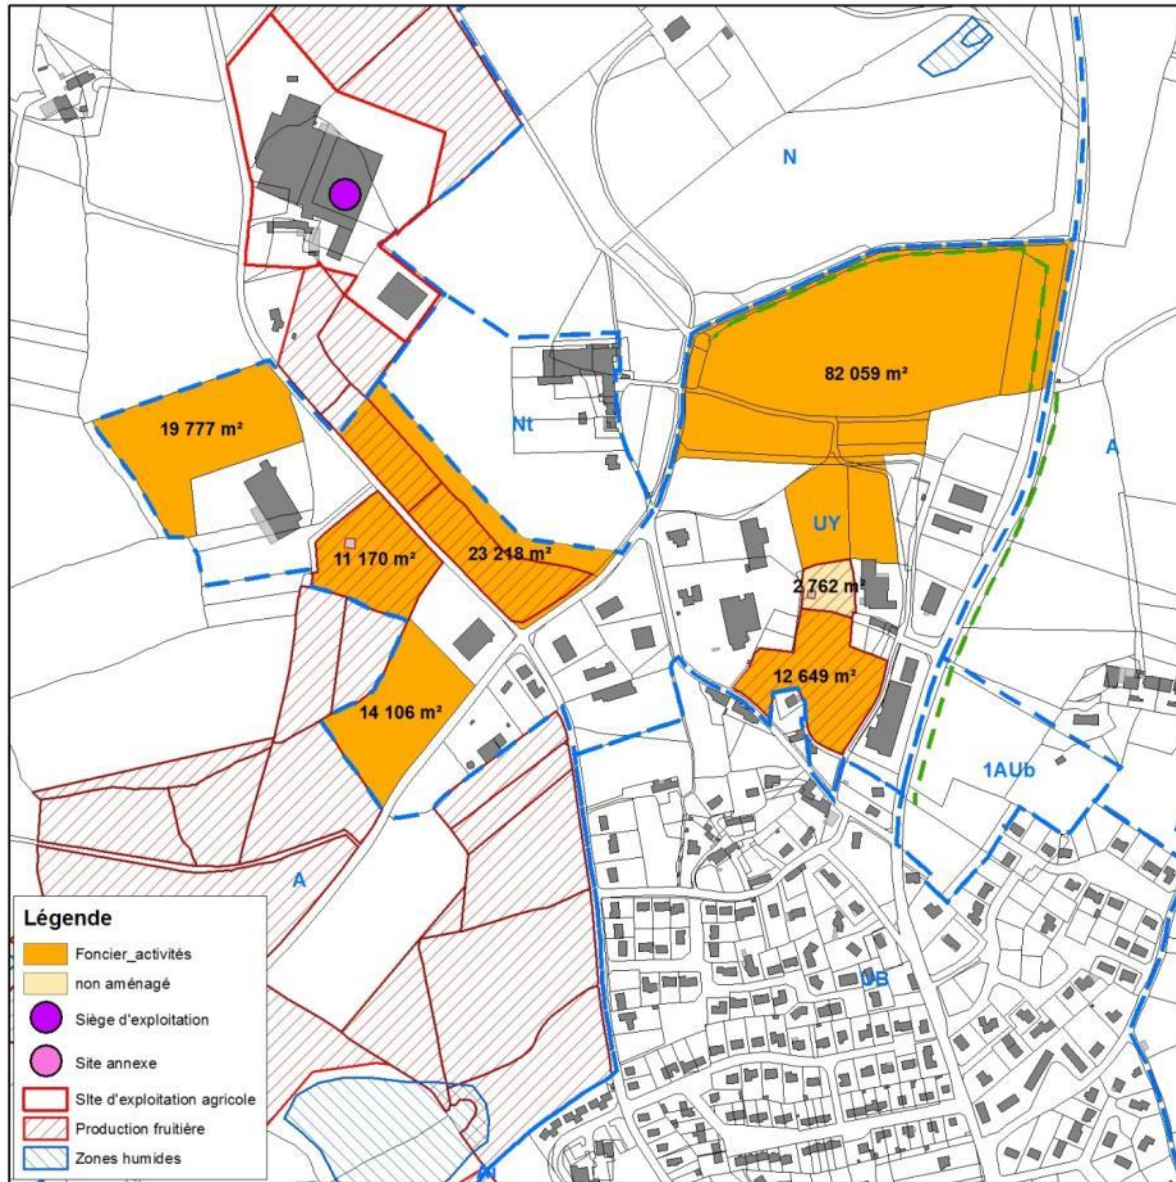 N
82 059 m²
19 777 m²
Nt
A
UY
11 170 m²
23 218 m²
2 762 m²
12 649 m²
14 106 m²
1AUb
A
UB
Légende
Foncier_activités
non aménagé
Siège d'exploitation
Site annexe
SIte d'exploitation agricole
Production fruitière
Zones humides